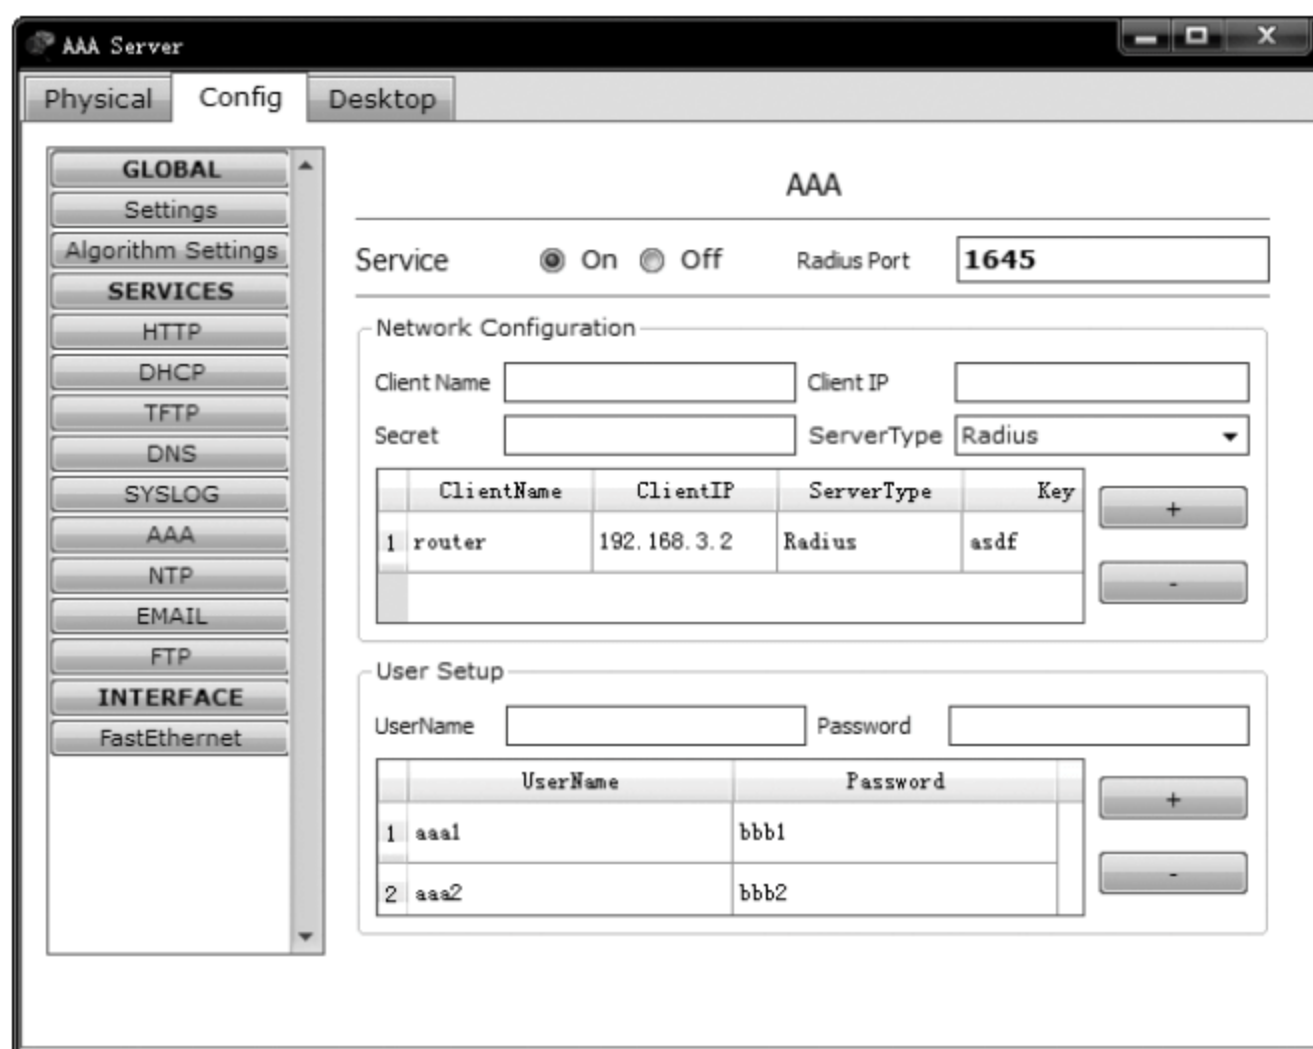 AAA Server
Physical Config Desktop
GLOBAL
Settings
Algorithm Settings
SERVICES
HTTP
DHCP
TFTP
DNS
SYSLOG
AAA
NTP
EMAIL
FTP
INTERFACE
FastEthernet
AAA
Service On Off Radius Port 1645
Network Configuration
Client Name Client IP
Secret ServerType Radius
ClientName ClientIP ServerType Key
1 router 192.168.3.2 Radius asdf
+
-
User Setup
UserName Password
UserName Password
1 aaa1 bbb1
2 aaa2 bbb2
+
-